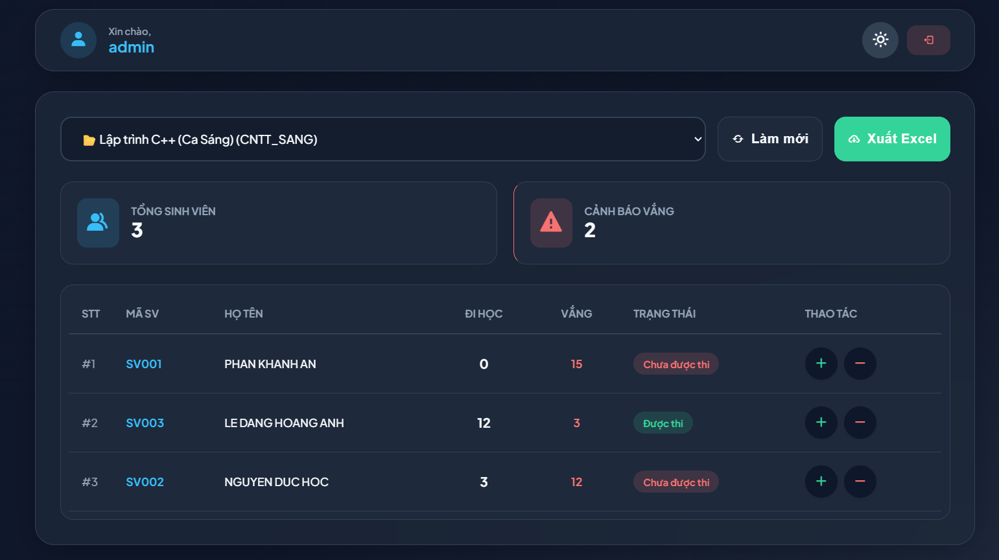 Xin chào,
admin
Lập trình C++ (Ca Sáng) (CNTT_SANG)
Làm mới
Xuất Excel
TỔNG SINH VIÊN
3
CẢNH BÁO VẮNG
2
STT MÃ SV HỌ TÊN ĐI HỌC VẮNG TRẠNG THÁI THAO TÁC
#1 SV001 PHAN KHANH AN 0 15 Chưa được thi + −
#2 SV003 LE DANG HOANG ANH 12 3 Được thi + −
#3 SV002 NGUYEN DUC HOC 3 12 Chưa được thi + −